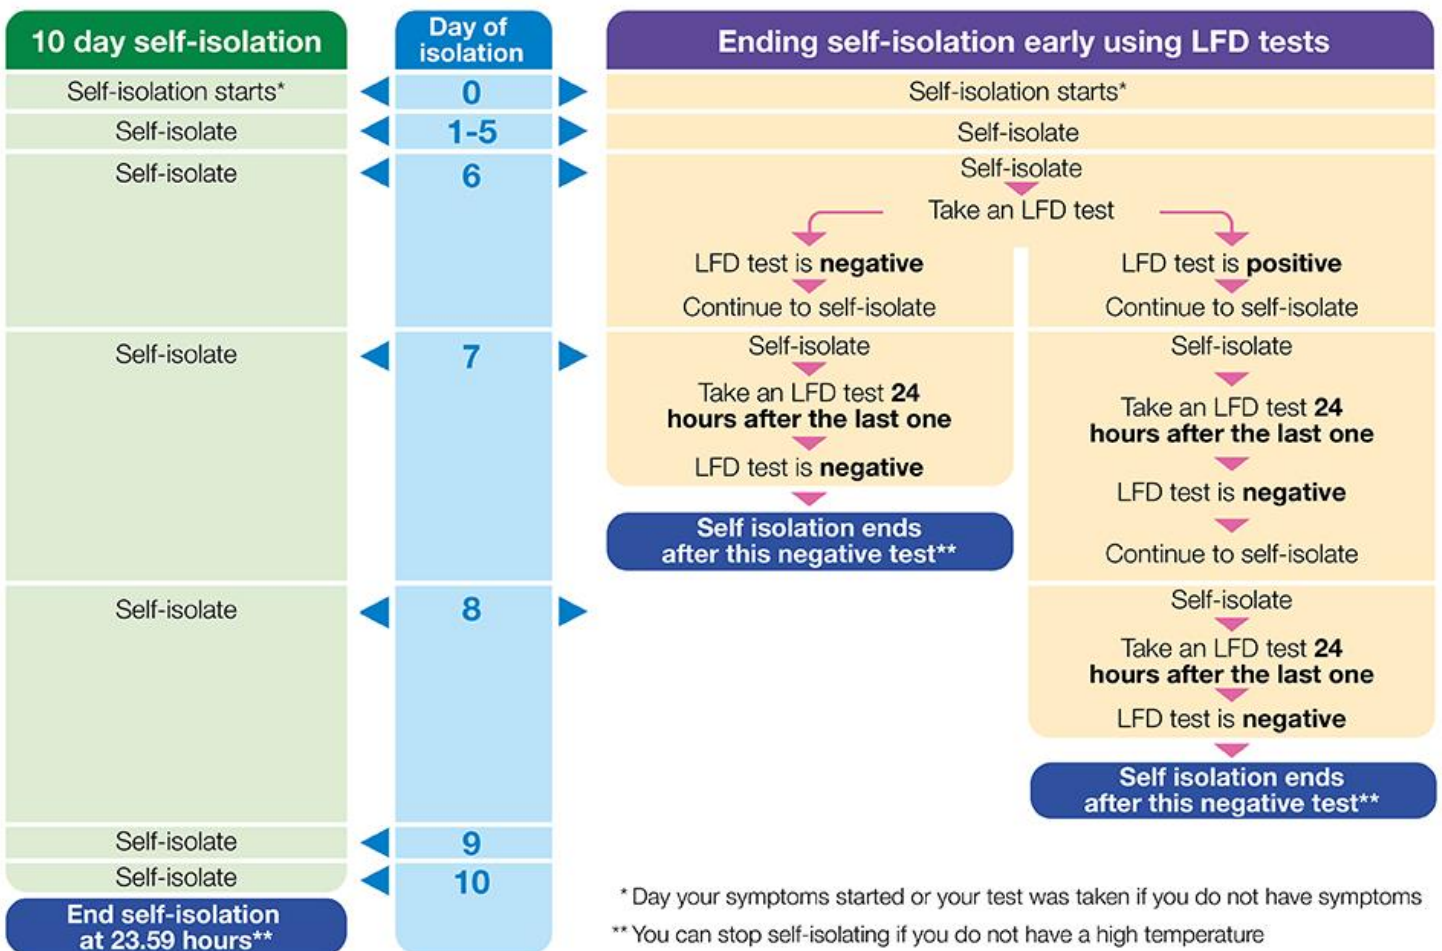 10 day self-isolation
Self-isolation starts*
Self-isolate
Self-isolate
Self-isolate
Self-isolate
Self-isolate
Self-isolate
End self-isolation
at 23.59 hours**
Day of
isolation
0
1-5
6
7
8
9
10
Ending self-isolation early using LFD tests
Self-isolation starts*
Self-isolate
Self-isolate
Take an LFD test
LFD test is negative
Continue to self-isolate
Self-isolate
Take an LFD test 24
hours after the last one
LFD test is negative
Self isolation ends
after this negative test**
LFD test is positive
Continue to self-isolate
Self-isolate
Take an LFD test 24
hours after the last one
LFD test is negative
Continue to self-isolate
Self-isolate
Take an LFD test 24
hours after the last one
LFD test is negative
Self isolation ends
after this negative test**
* Day your symptoms started or your test was taken if you do not have symptoms
** You can stop self-isolating if you do not have a high temperature